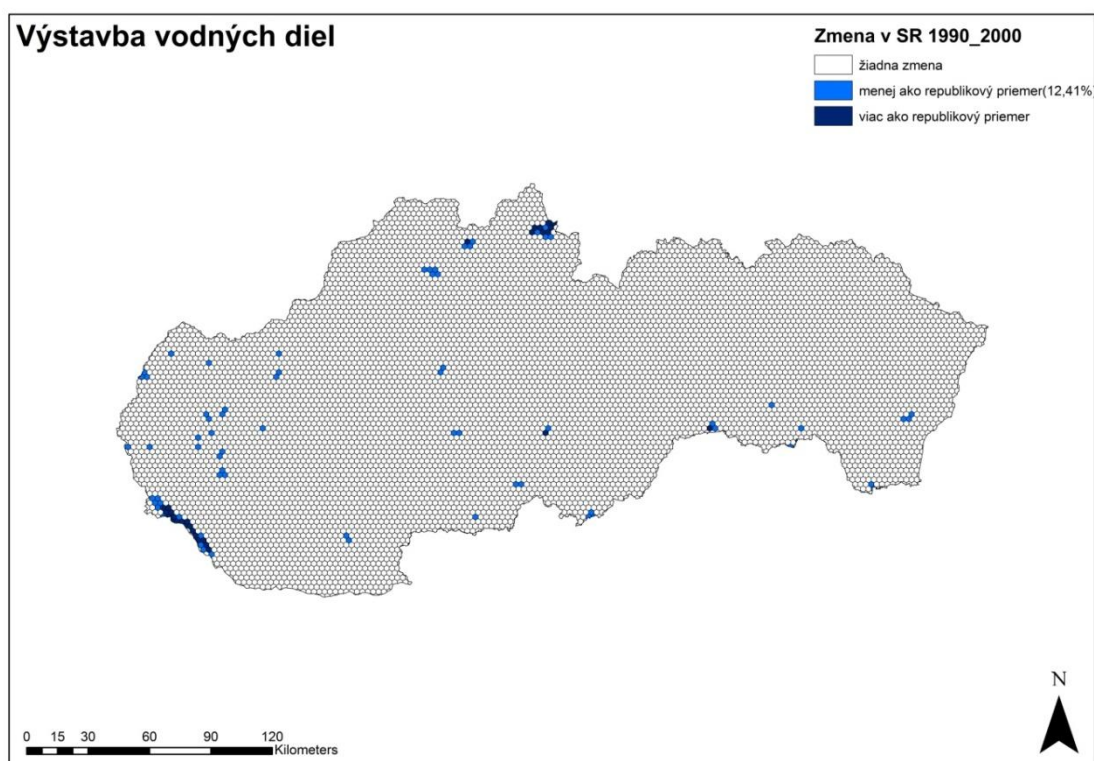 Výstavba vodných diel
Zmena v SR 1990_2000
žiadna zmena
menej ako republikový priemer(12,41%)
viac ako republikový priemer
N
0 15 30 60 90 120
Kilometers